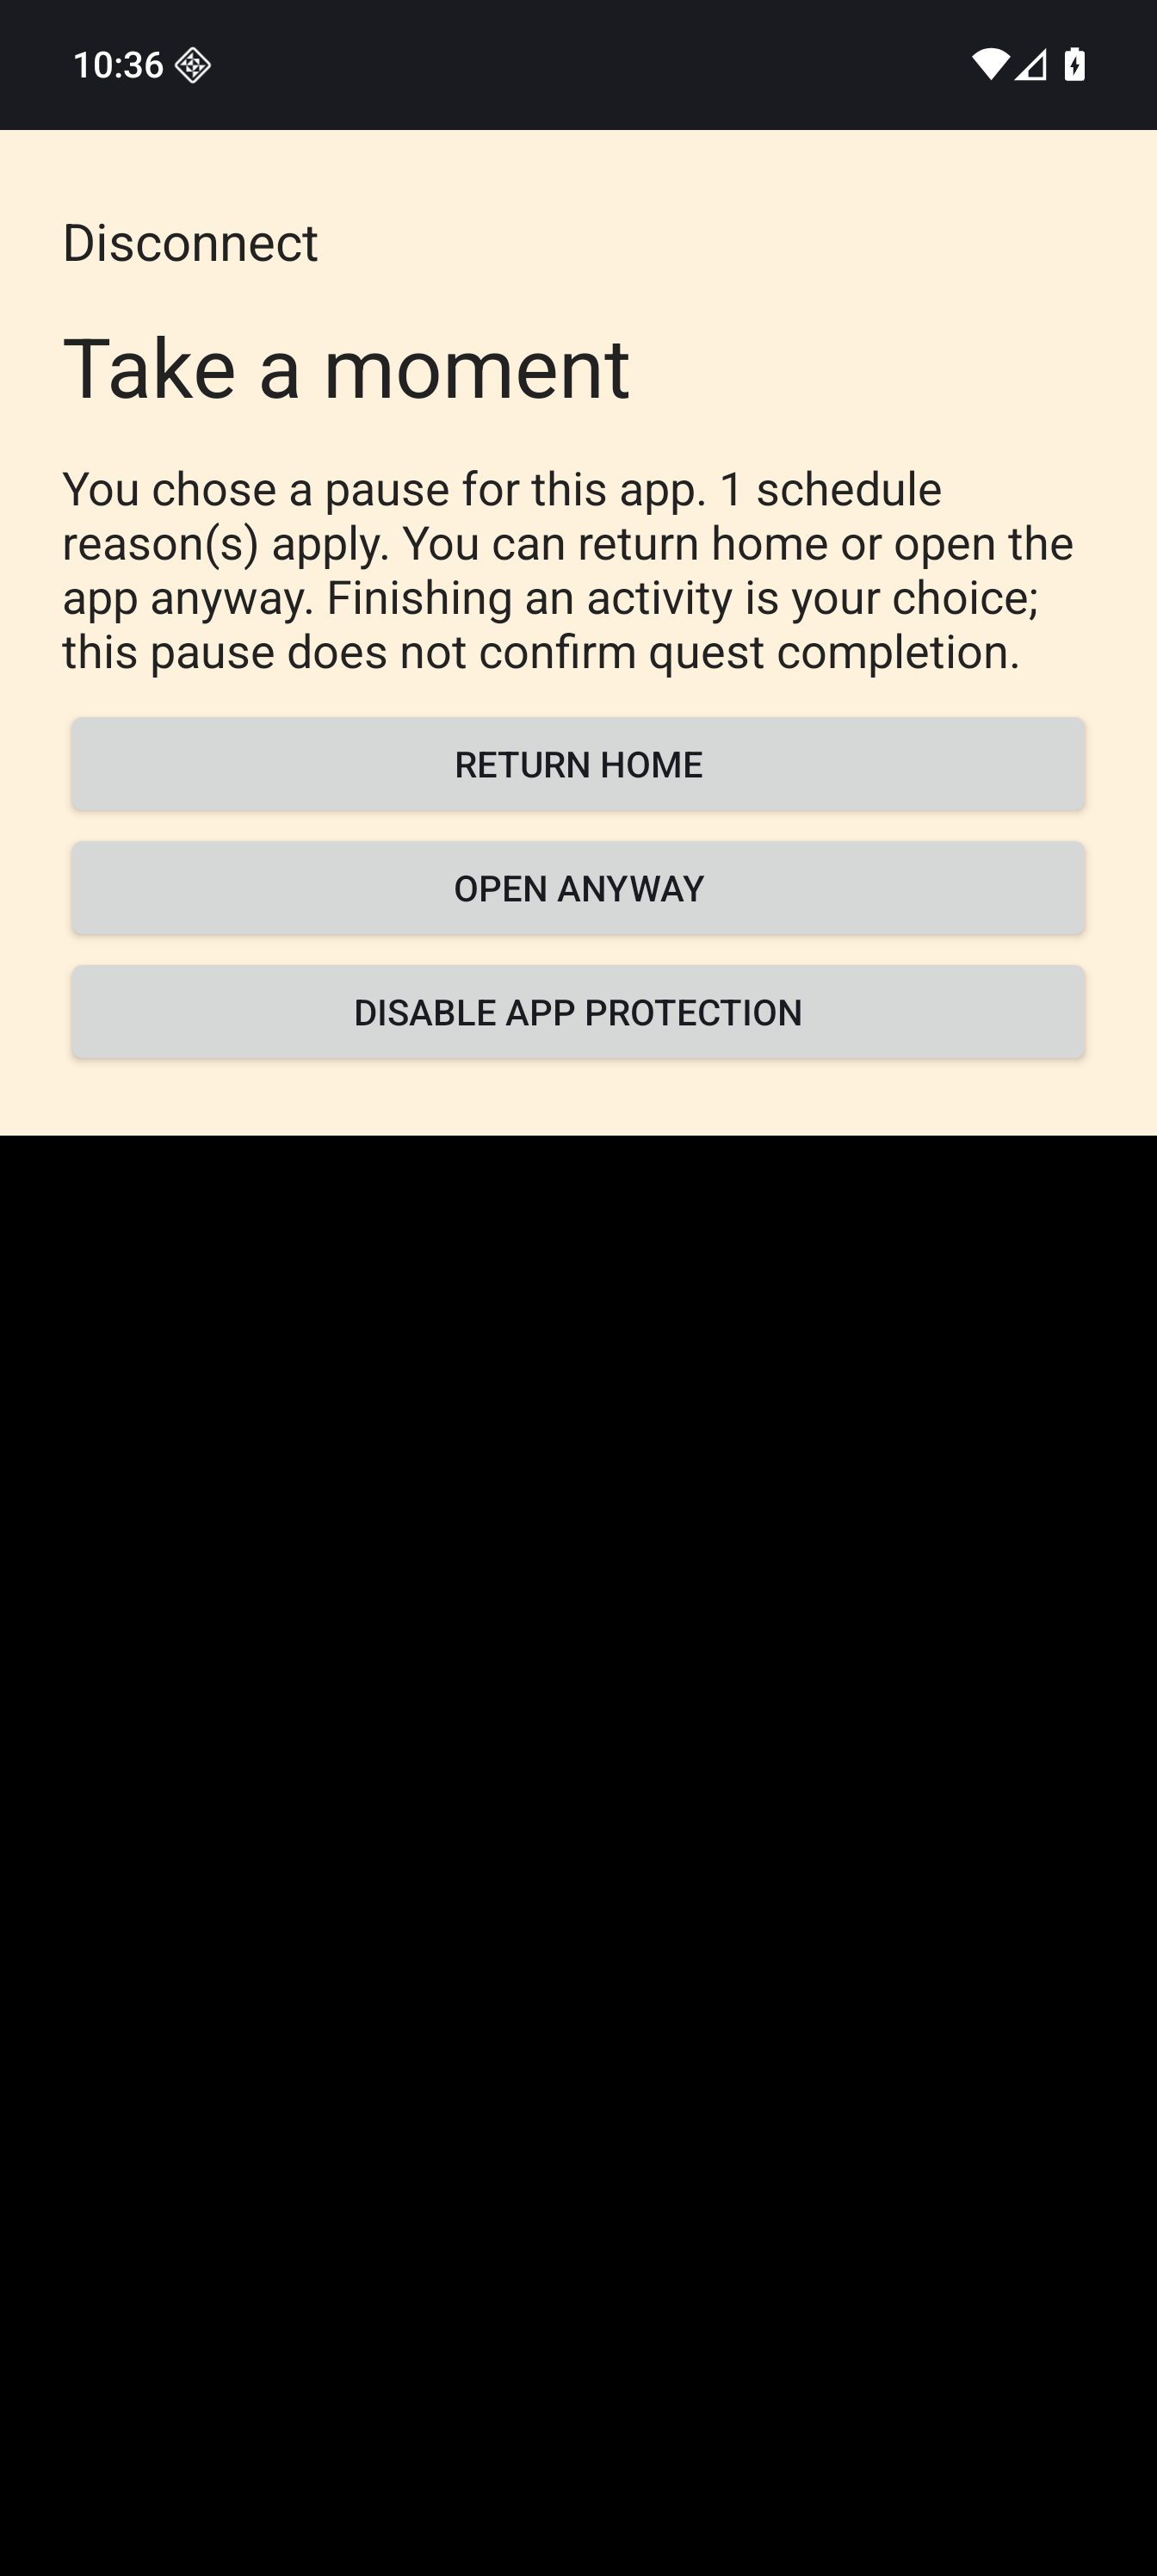 10:36
Disconnect
Take a moment
You chose a pause for this app. 1 schedule
reason(s) apply. You can return home or open the
app anyway. Finishing an activity is your choice;
this pause does not confirm quest completion.
RETURN HOME
OPEN ANYWAY
DISABLE APP PROTECTION